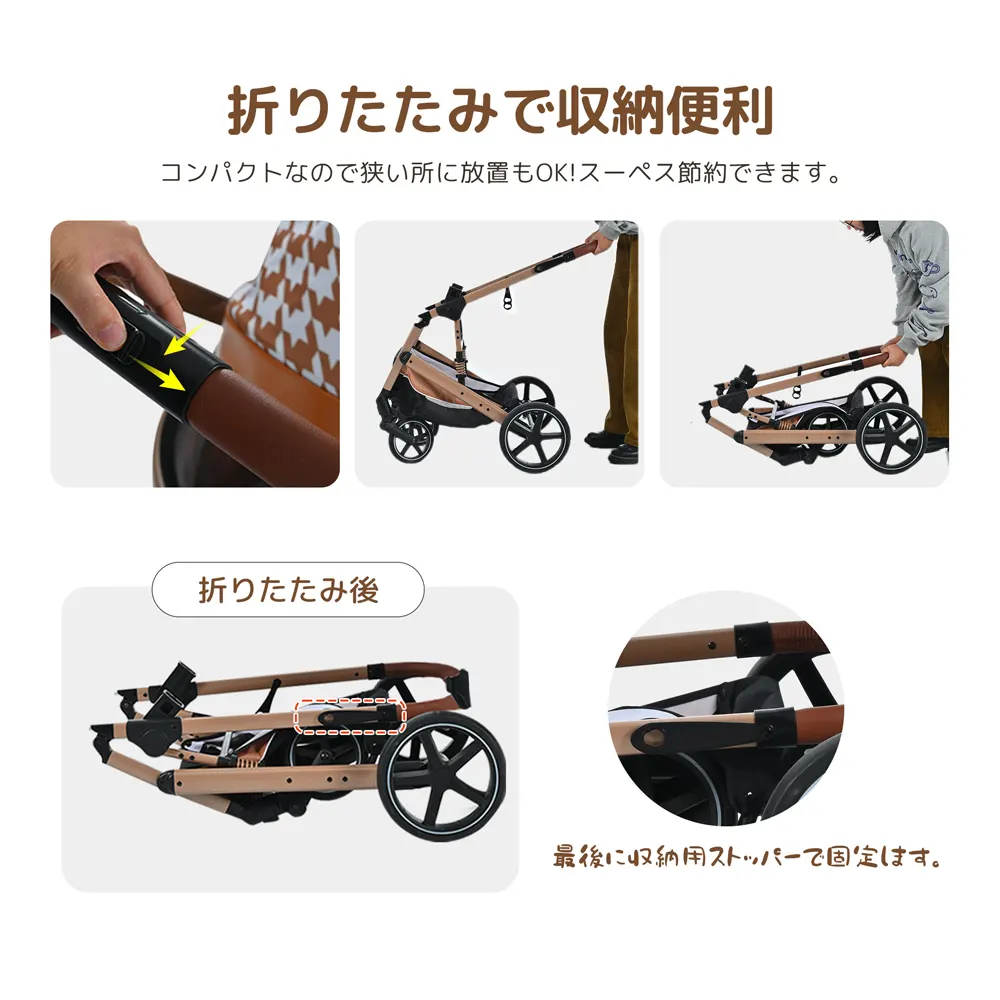 折りたたみで収納便利
コンパクトなので狭い所に放置もOK!スーペス節約できます。
折りたたみ後
最後に収納用ストッパーで固定します。